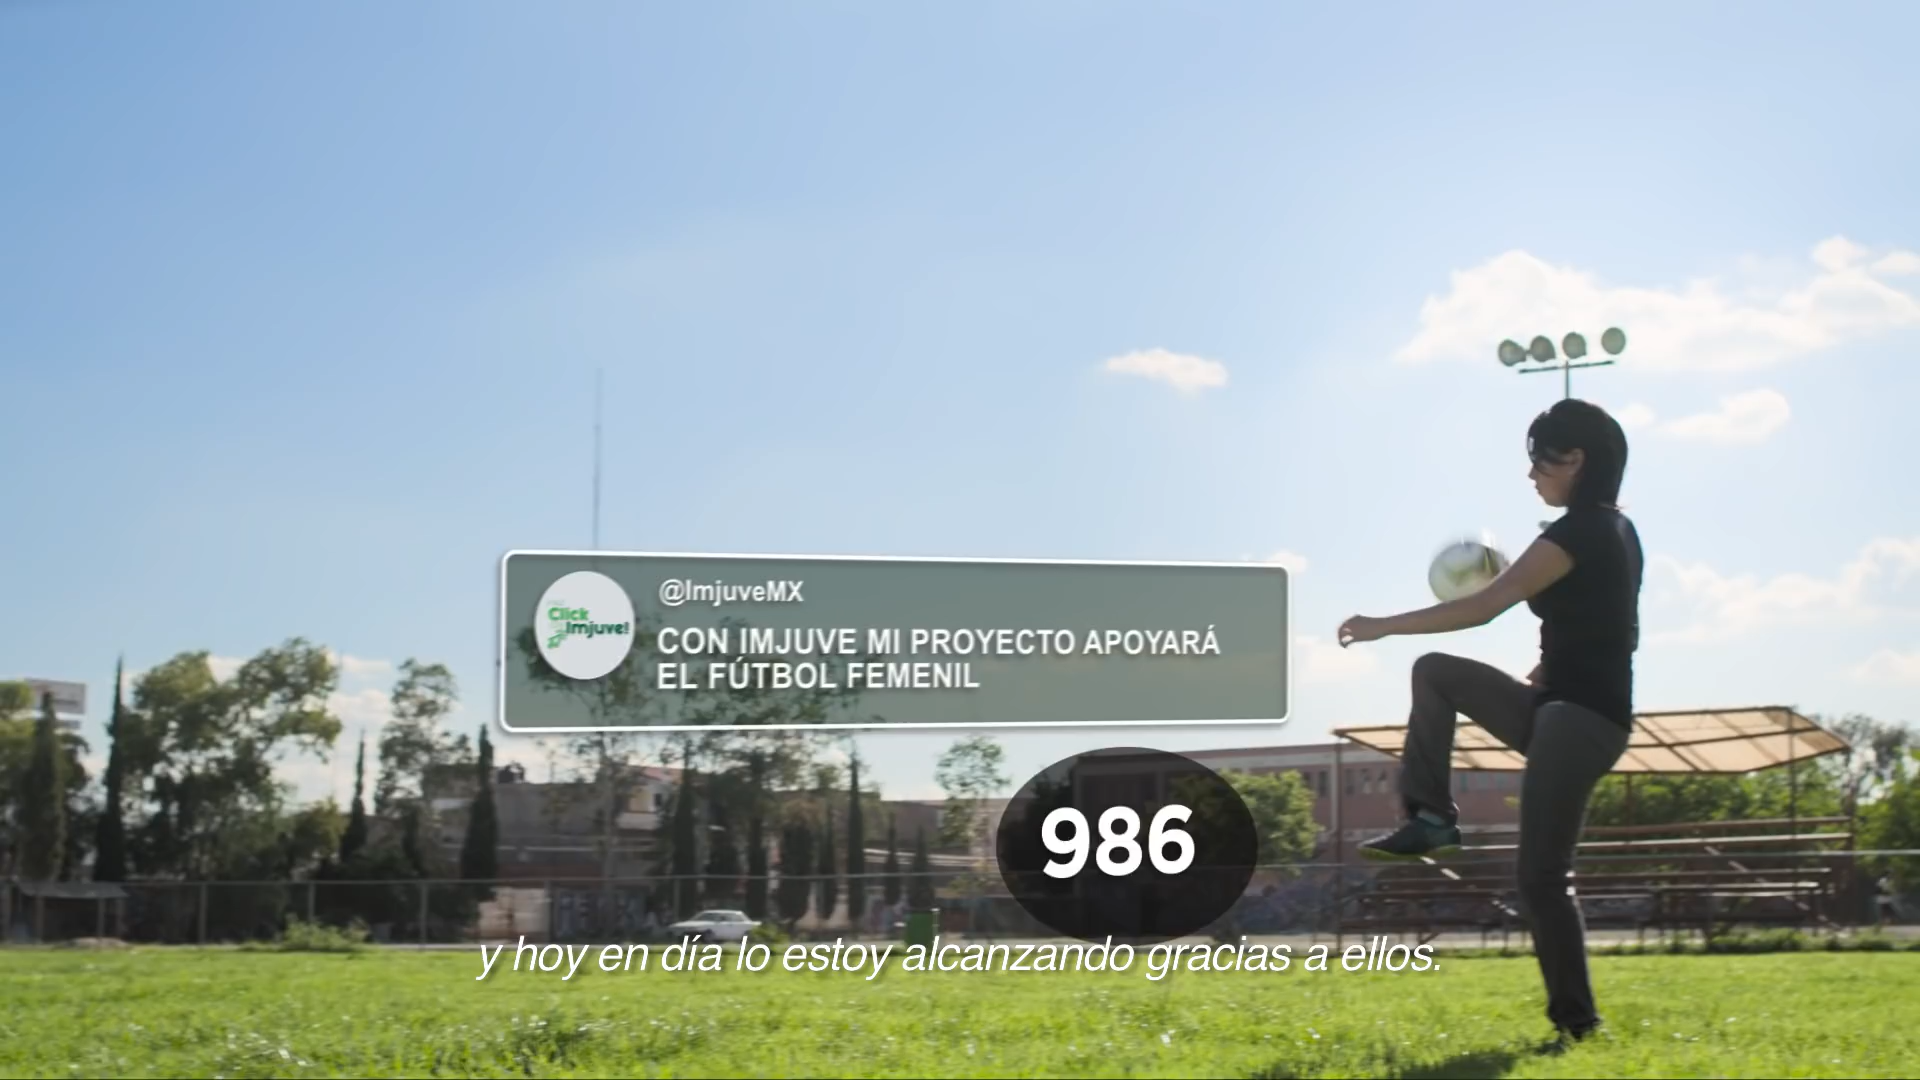 @ImjuveMX
Click
Imjuve!
CON IMJUVE MI PROYECTO APOYARÁ
EL FÚTBOL FEMENIL
986
y hoy en día lo estoy alcanzando gracias a ellos.